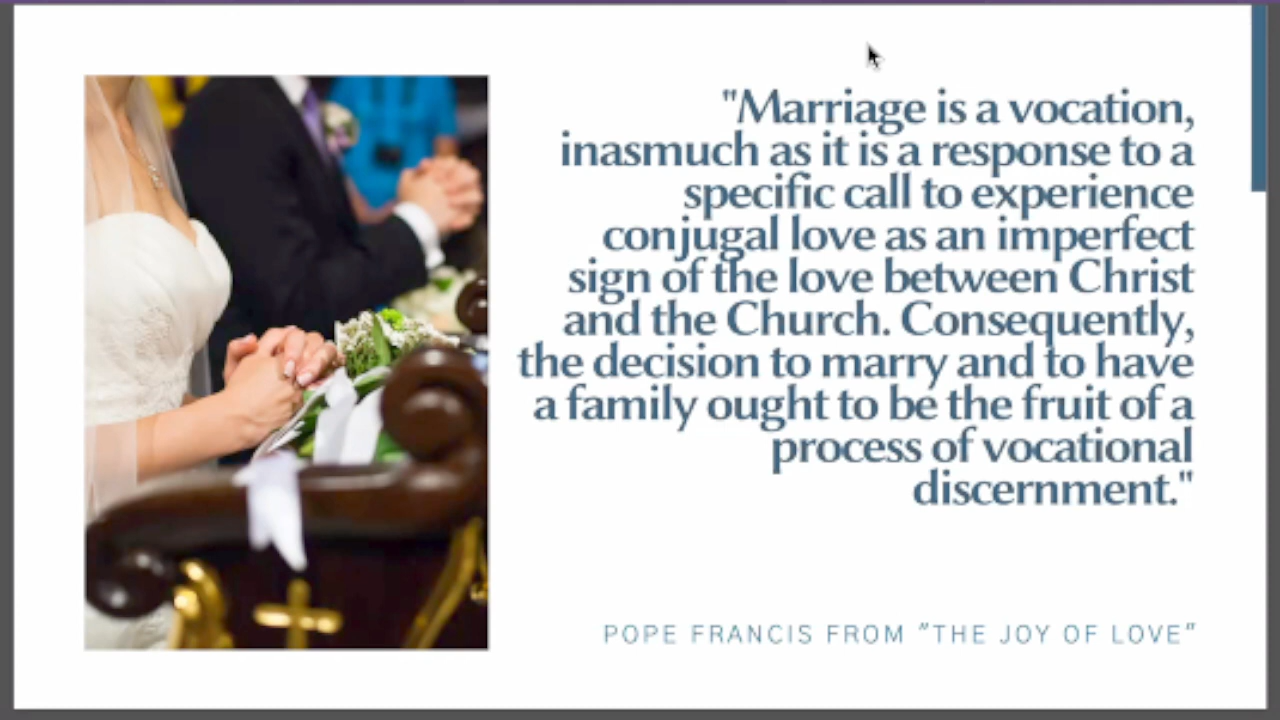 "Marriage is a vocation,
inasmuch as it is a response to a
specific call to experience
conjugal love as an imperfect
sign of the love between Christ
and the Church. Consequently,
the decision to marry and to have
a family ought to be the fruit of a
process of vocational
discernment."
POPE FRANCIS FROM "THE JOY OF LOVE"